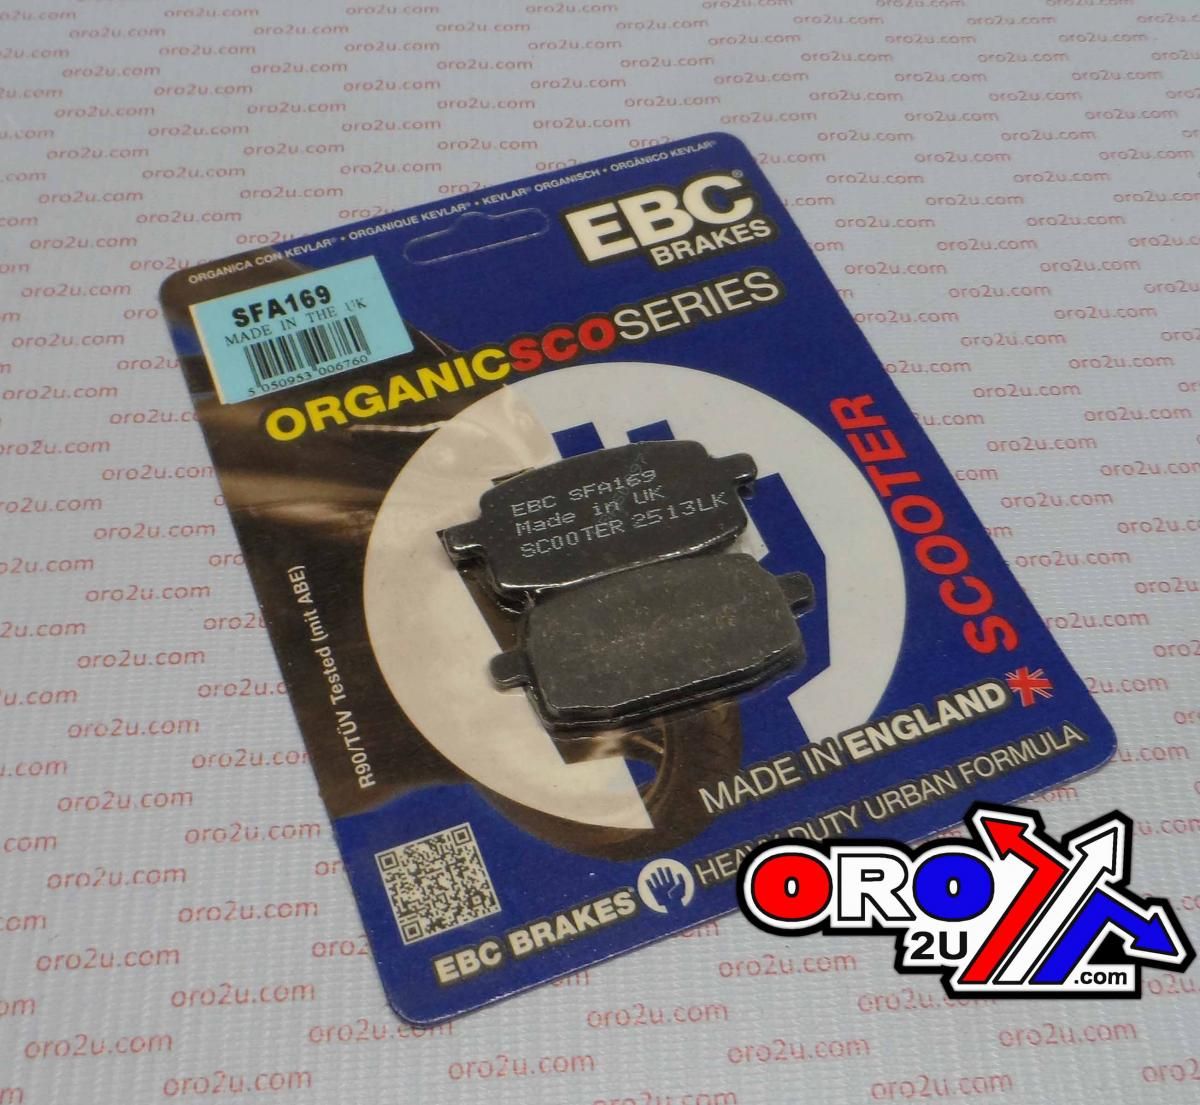 ORGANICA CON KEVLAR® • ORGANIQUE KEVLAR® • KEVLAR® ORGANISCH • ORGÁNICO KEVLAR®
EBC®
BRAKES
SFA169
MADE IN THE UK
5 050953 006760
ORGANICSCOSERIES
SCOOTER
EBC SFA169
Made in UK
SCOOTER 2513LK
R90/TÜV Tested (mit ABE)
MADE IN ENGLAND
EBC BRAKES® HEAVY DUTY URBAN FORMULA
ORO
2U
.com
oro2u.com